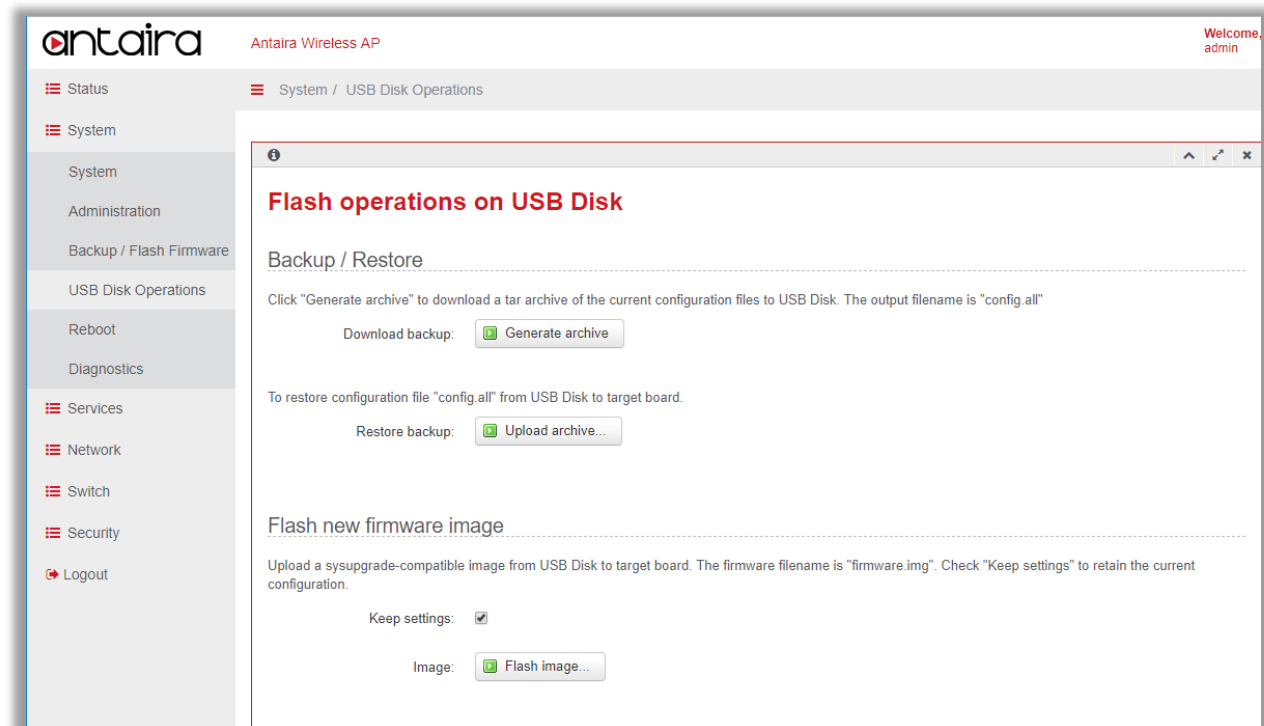 antaira
Antaira Wireless AP
Welcome,
admin
Status
System / USB Disk Operations
System
System
Administration
Backup / Flash Firmware
USB Disk Operations
Reboot
Diagnostics
Services
Network
Switch
Security
Logout
Flash operations on USB Disk
Backup / Restore
Click "Generate archive" to download a tar archive of the current configuration files to USB Disk. The output filename is "config.all"
Download backup: Generate archive
To restore configuration file "config.all" from USB Disk to target board.
Restore backup: Upload archive...
Flash new firmware image
Upload a sysupgrade-compatible image from USB Disk to target board. The firmware filename is "firmware.img". Check "Keep settings" to retain the current
configuration.
Keep settings:
Image: Flash image...